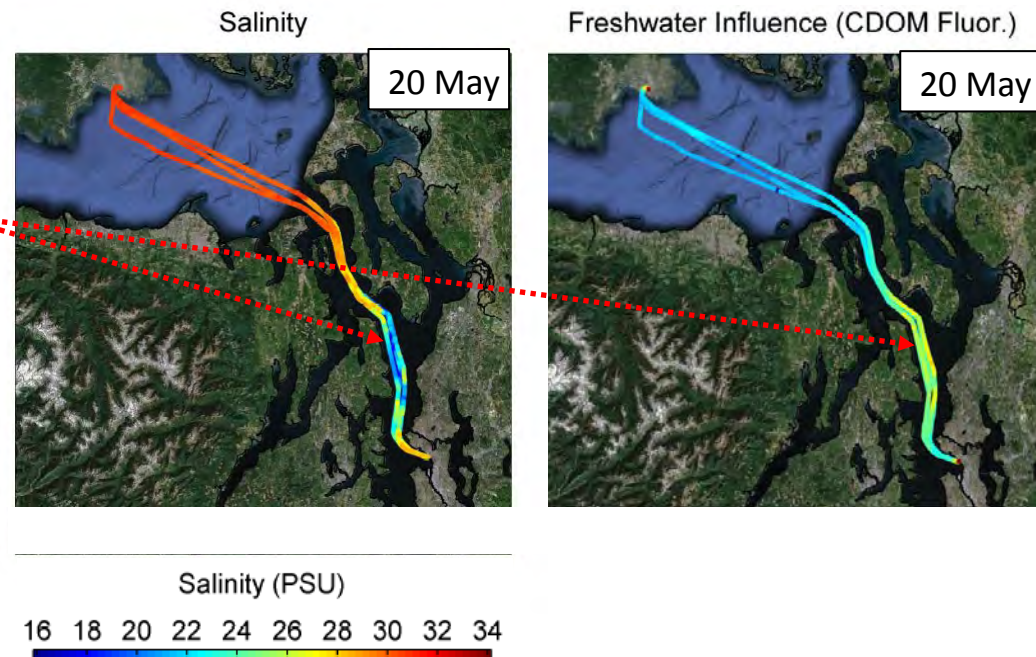 Salinity
Freshwater Influence (CDOM Fluor.)
20 May
20 May
Salinity (PSU)
16 18 20 22 24 26 28 30 32 34